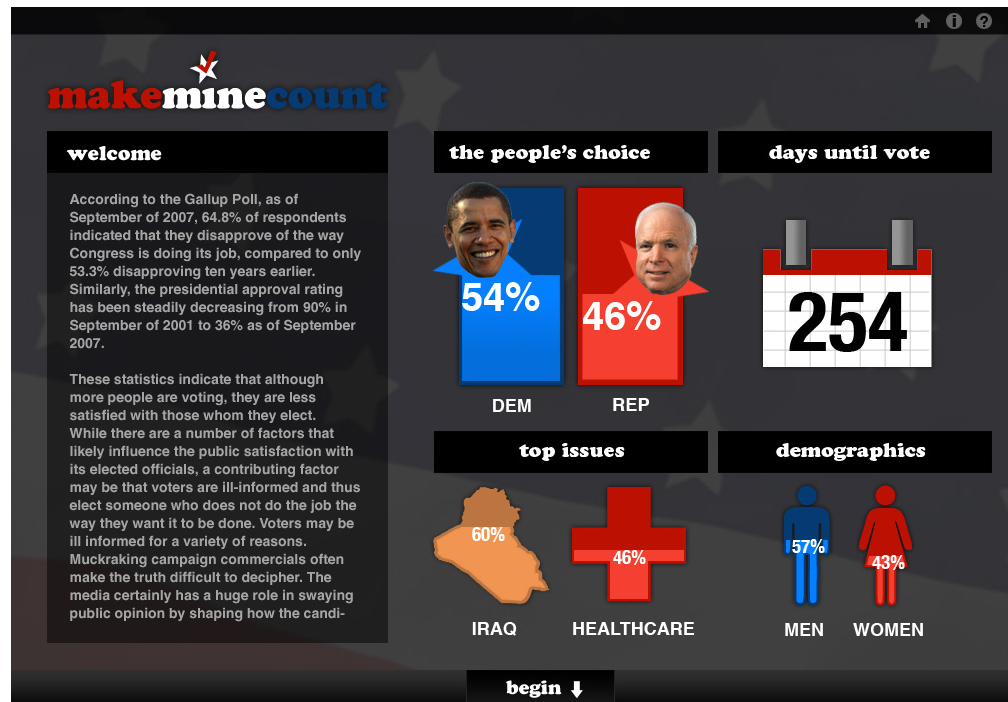 makeminecount
welcome
According to the Gallup Poll, as of
September of 2007, 64.8% of respondents
indicated that they disapprove of the way
Congress is doing its job, compared to only
53.3% disapproving ten years earlier.
Similarly, the presidential approval rating
has been steadily decreasing from 90% in
September of 2001 to 36% as of September
2007.
These statistics indicate that although
more people are voting, they are less
satisfied with those whom they elect.
While there are a number of factors that
likely influence the public satisfaction with
its elected officials, a contributing factor
may be that voters are ill-informed and thus
elect someone who does not do the job the
way they want it to be done. Voters may be
ill informed for a variety of reasons.
Muckraking campaign commercials often
make the truth difficult to decipher. The
media certainly has a huge role in swaying
public opinion by shaping how the candi-
the people's choice
54%
46%
DEM
REP
days until vote
254
top issues
60%
46%
IRAQ
HEALTHCARE
demographics
57%
43%
MEN
WOMEN
begin